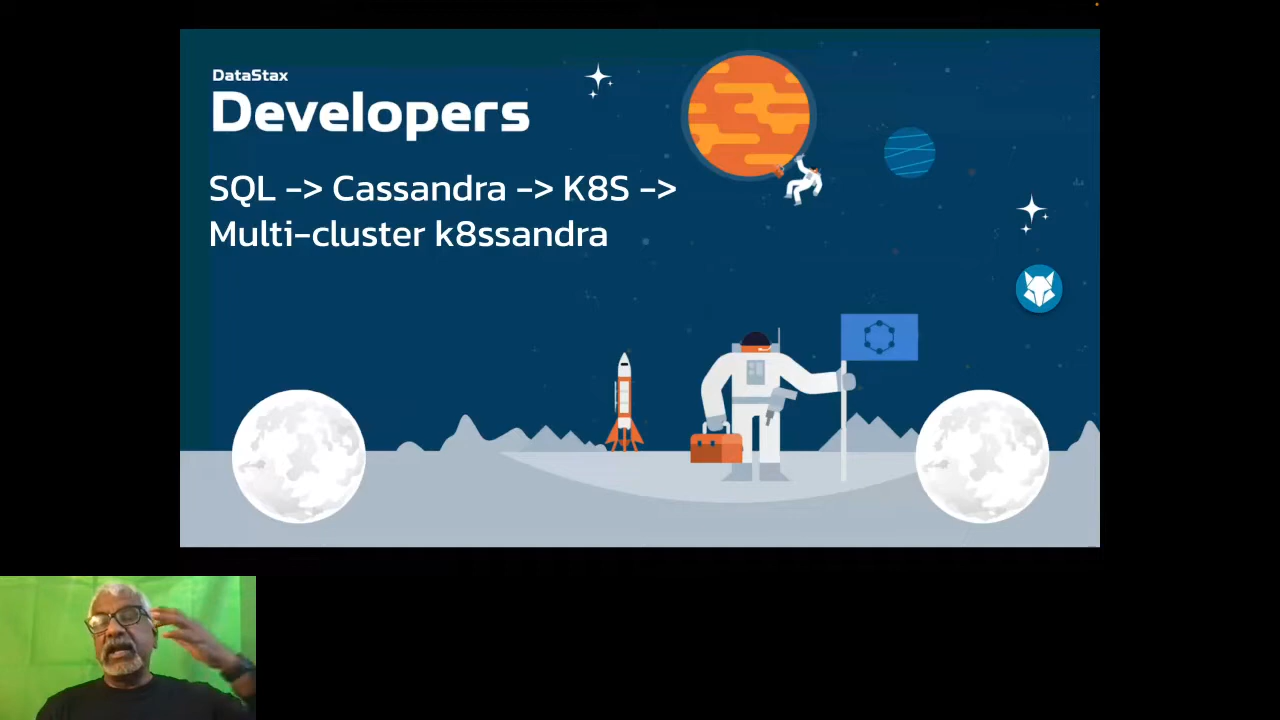 DataStax
Developers
SQL -> Cassandra -> K8S ->
Multi-cluster k8ssandra